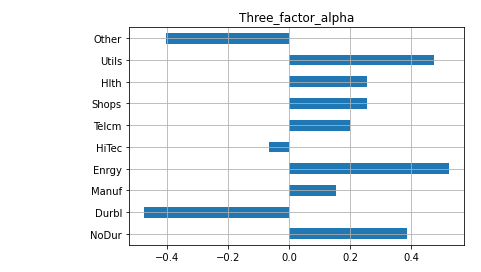 Three_factor_alpha
Other
Utils
Hlth
Shops
Telcm
HiTec
Enrgy
Manuf
Durbl
NoDur
−0.4 −0.2 0.0 0.2 0.4